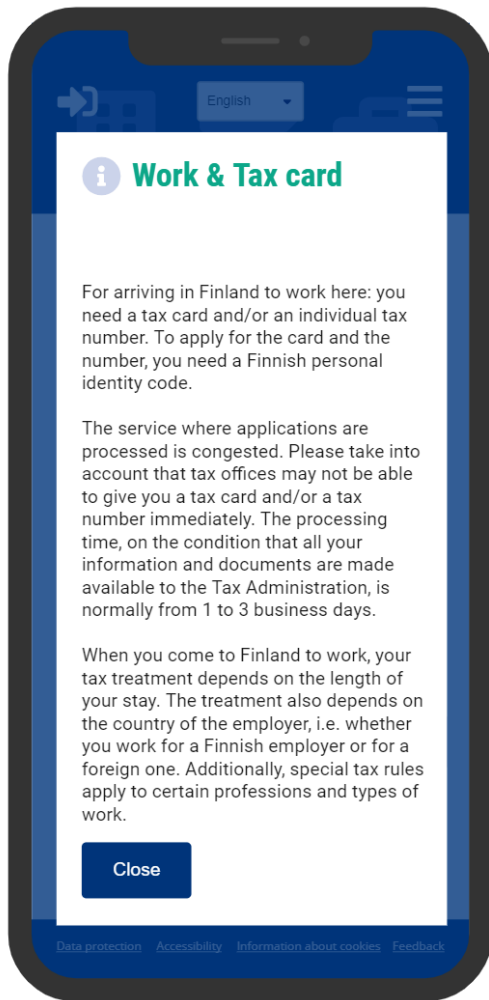 English
Work & Tax card
For arriving in Finland to work here: you
need a tax card and/or an individual tax
number. To apply for the card and the
number, you need a Finnish personal
identity code.
The service where applications are
processed is congested. Please take into
account that tax offices may not be able
to give you a tax card and/or a tax
number immediately. The processing
time, on the condition that all your
information and documents are made
available to the Tax Administration, is
normally from 1 to 3 business days.
When you come to Finland to work, your
tax treatment depends on the length of
your stay. The treatment also depends on
the country of the employer, i.e. whether
you work for a Finnish employer or for a
foreign one. Additionally, special tax rules
apply to certain professions and types of
work.
Close
Data protection Accessibility Information about cookies Feedback